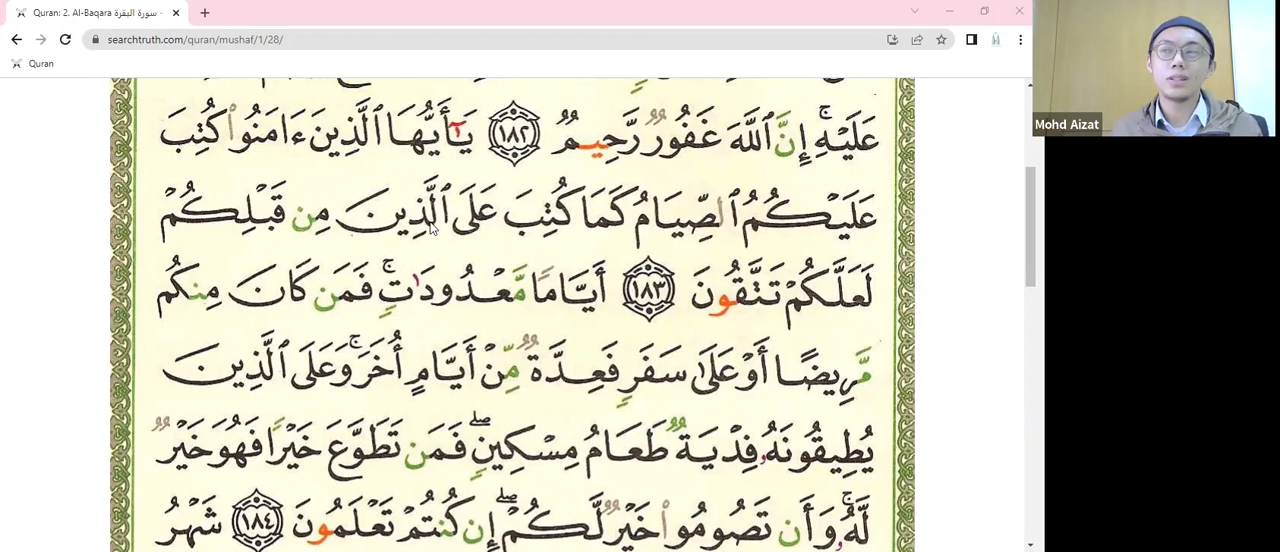 Quran: 2. Al-Baqara سورة البقرة -
searchtruth.com/quran/mushaf/1/28/
Quran
عَلَيْهِ ۚ إِنَّ ٱللَّهَ غَفُورٌ رَّحِيمٌ ١٨٢ يَـٰٓأَيُّهَا ٱلَّذِينَ ءَامَنُوا۟ كُتِبَ
عَلَيْكُمُ ٱلصِّيَامُ كَمَا كُتِبَ عَلَى ٱلَّذِينَ مِن قَبْلِكُمْ
لَعَلَّكُمْ تَتَّقُونَ ١٨٣ أَيَّامًا مَّعْدُودَٰتٍ ۚ فَمَن كَانَ مِنكُم
مَّرِيضًا أَوْ عَلَىٰ سَفَرٍ فَعِدَّةٌ مِّنْ أَيَّامٍ أُخَرَ ۚ وَعَلَى ٱلَّذِينَ
يُطِيقُونَهُۥ فِدْيَةٌ طَعَامُ مِسْكِينٍ ۖ فَمَن تَطَوَّعَ خَيْرًا فَهُوَ خَيْرٌ
لَّهُۥ ۚ وَأَن تَصُومُوا۟ خَيْرٌ لَّكُمْ ۖ إِن كُنتُمْ تَعْلَمُونَ ١٨٤ شَهْرُ
Mohd Aizat